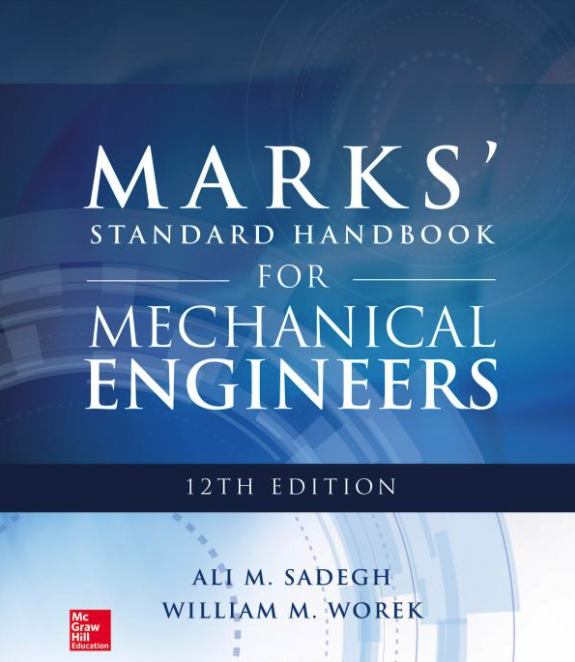 MARKS’
STANDARD HANDBOOK
FOR
MECHANICAL
ENGINEERS
12TH EDITION
ALI M. SADEGH
WILLIAM M. WOREK
Mc
Graw
Hill
Education